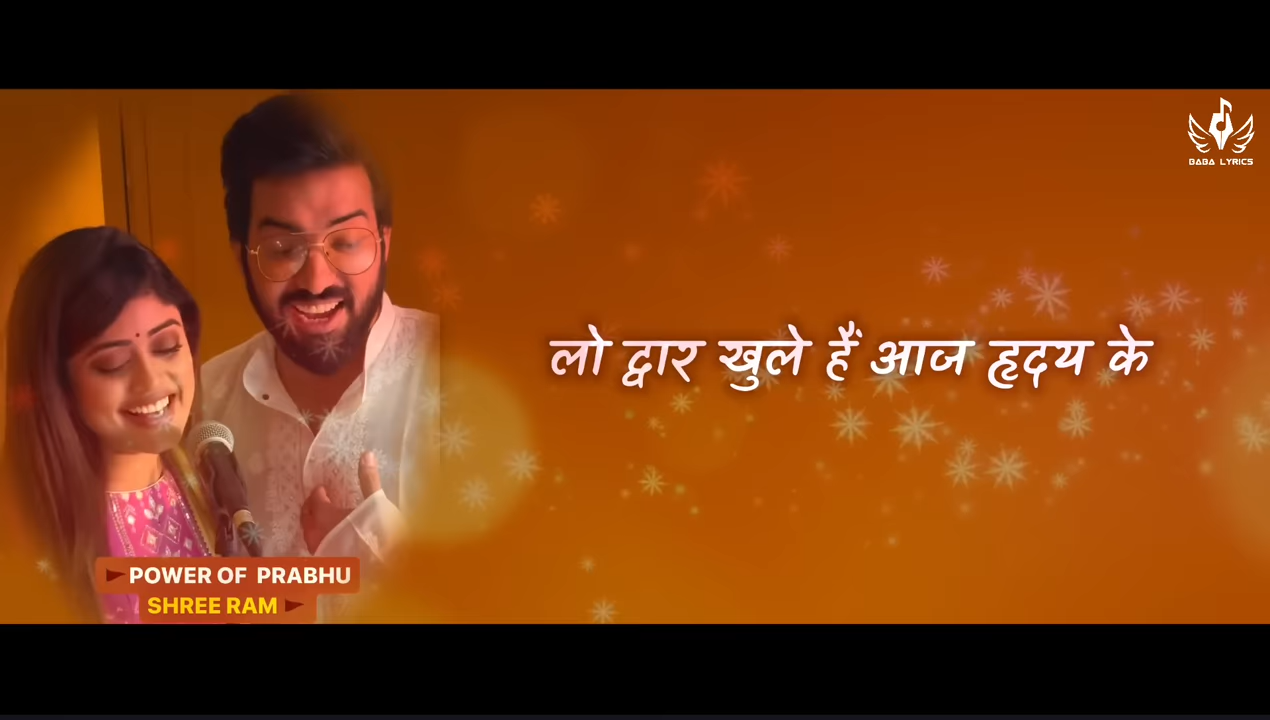 BABA LYRICS
लो द्वार खुले हैं आज हृदय के
POWER OF PRABHU
SHREE RAM